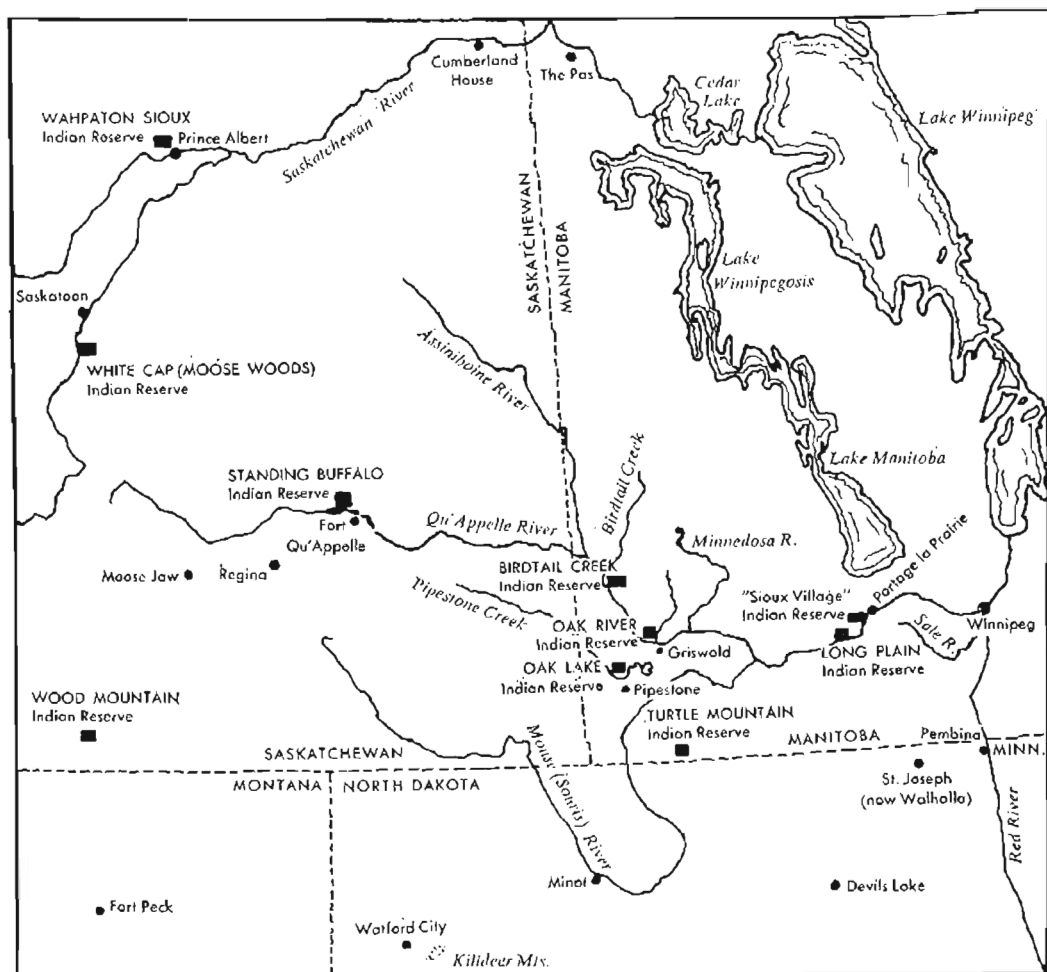 Cumberland
House
The Pas
Cedar
Lake
Lake Winnipeg
WAHPATON SIOUX
Indian Reserve
Prince Albert
Saskatchewan River
SASKATCHEWAN
MANITOBA
Lake
Winnipegosis
Saskatoon
Assiniboine River
WHITE CAP (MOOSE WOODS)
Indian Reserve
Birdtail Creek
Lake Manitoba
STANDING BUFFALO
Indian Reserve
Fort
Qu'Appelle
Qu'Appelle River
Minnedosa R.
Portage la Prairie
Moose Jaw
Regina
BIRDTAIL CREEK
Indian Reserve
Pipestone Creek
"Sioux Village"
Indian Reserve
Winnipeg
OAK RIVER
Indian Reserve
Griswold
Sale R.
LONG PLAIN
Indian Reserve
OAK LAKE
Indian Reserve
Pipestone
WOOD MOUNTAIN
Indian Reserve
TURTLE MOUNTAIN
Indian Reserve
MANITOBA
Pembina
MINN.
SASKATCHEWAN
MONTANA
NORTH DAKOTA
Mouse (Souris) River
St. Joseph
(now Walhalla)
Red River
Minot
Devils Lake
Fort Peck
Watford City
Killdeer Mts.